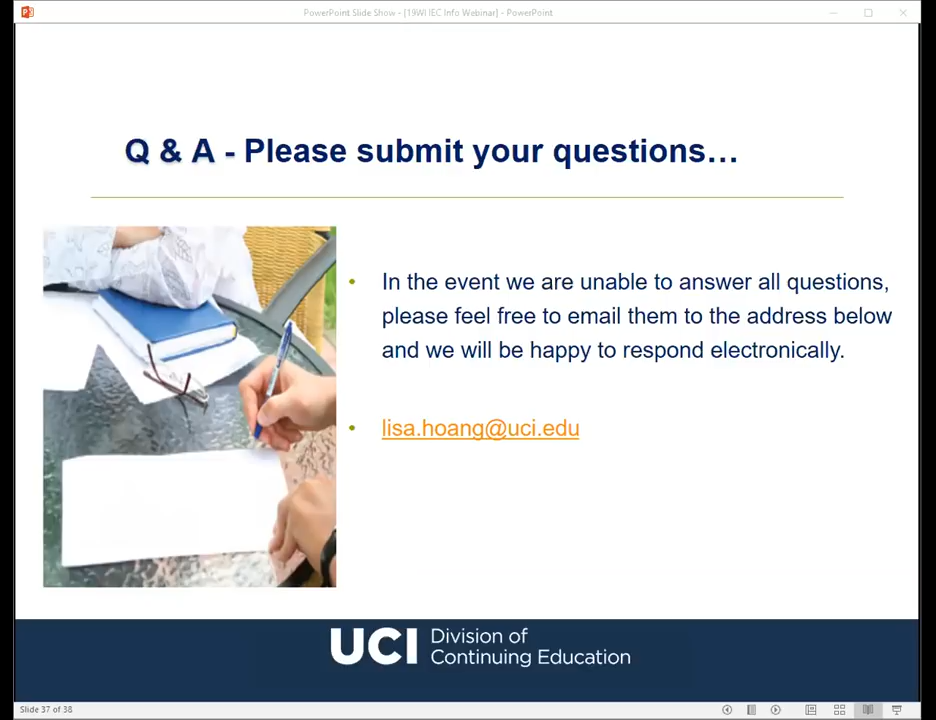 PowerPoint Slide Show - [19WI IEC Info Webinar] - PowerPoint
Q & A - Please submit your questions…
• In the event we are unable to answer all questions,
please feel free to email them to the address below
and we will be happy to respond electronically.
• lisa.hoang@uci.edu
UCI Division of
Continuing Education
Slide 37 of 38